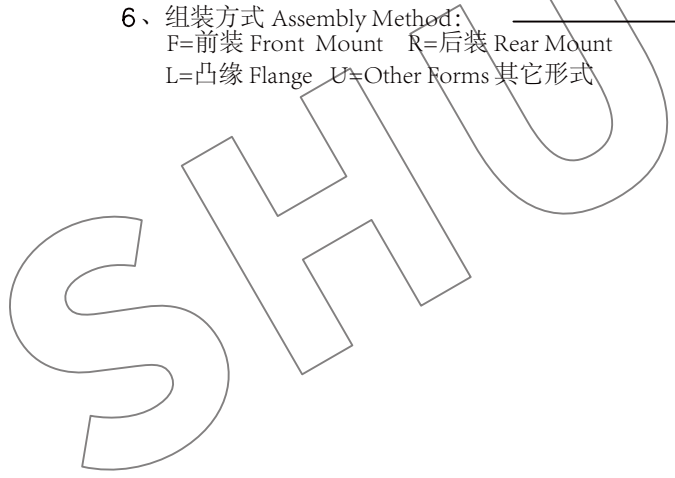 6、组装方式 Assembly Method：
F=前装 Front Mount R=后装 Rear Mount
L=凸缘 Flange U=Other Forms 其它形式
SHU